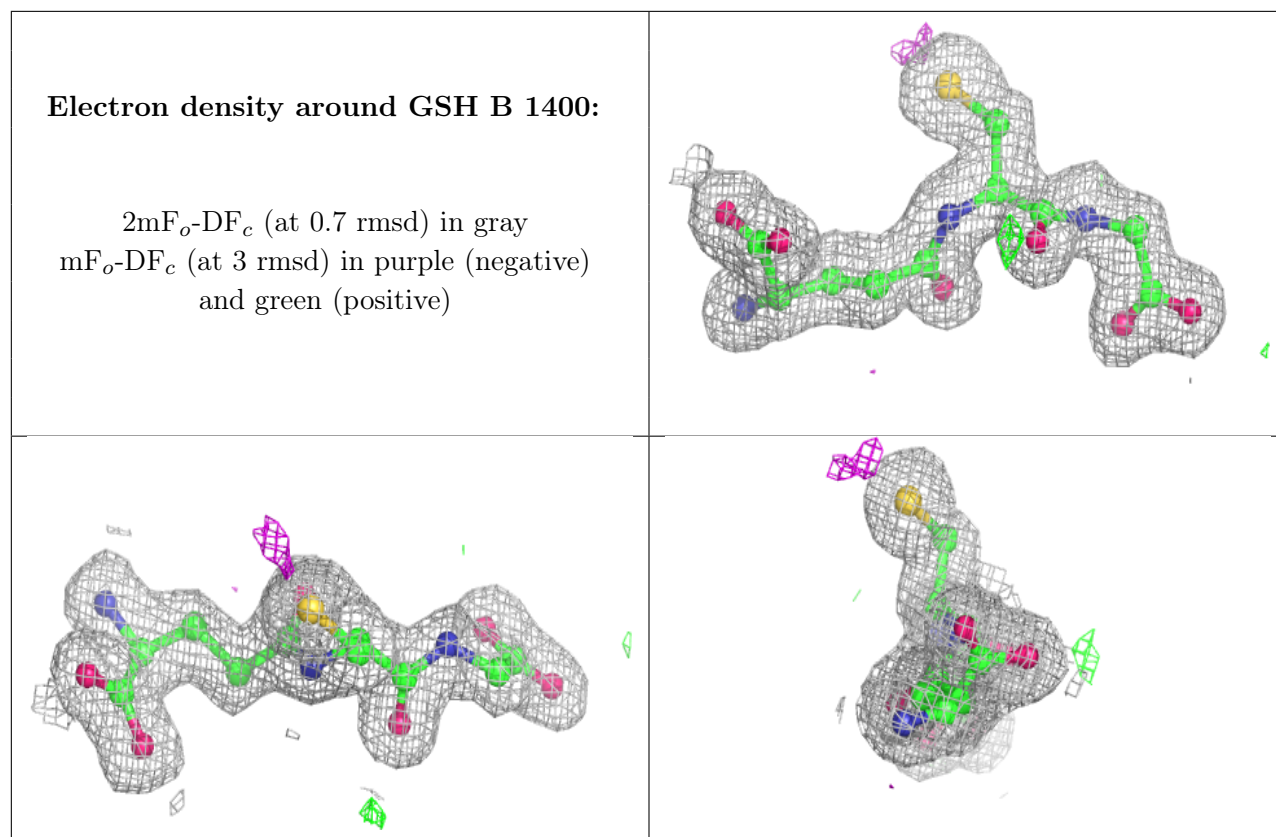 Electron density around GSH B 1400:
2mFo-DFc (at 0.7 rmsd) in gray
mFo-DFc (at 3 rmsd) in purple (negative)
and green (positive)